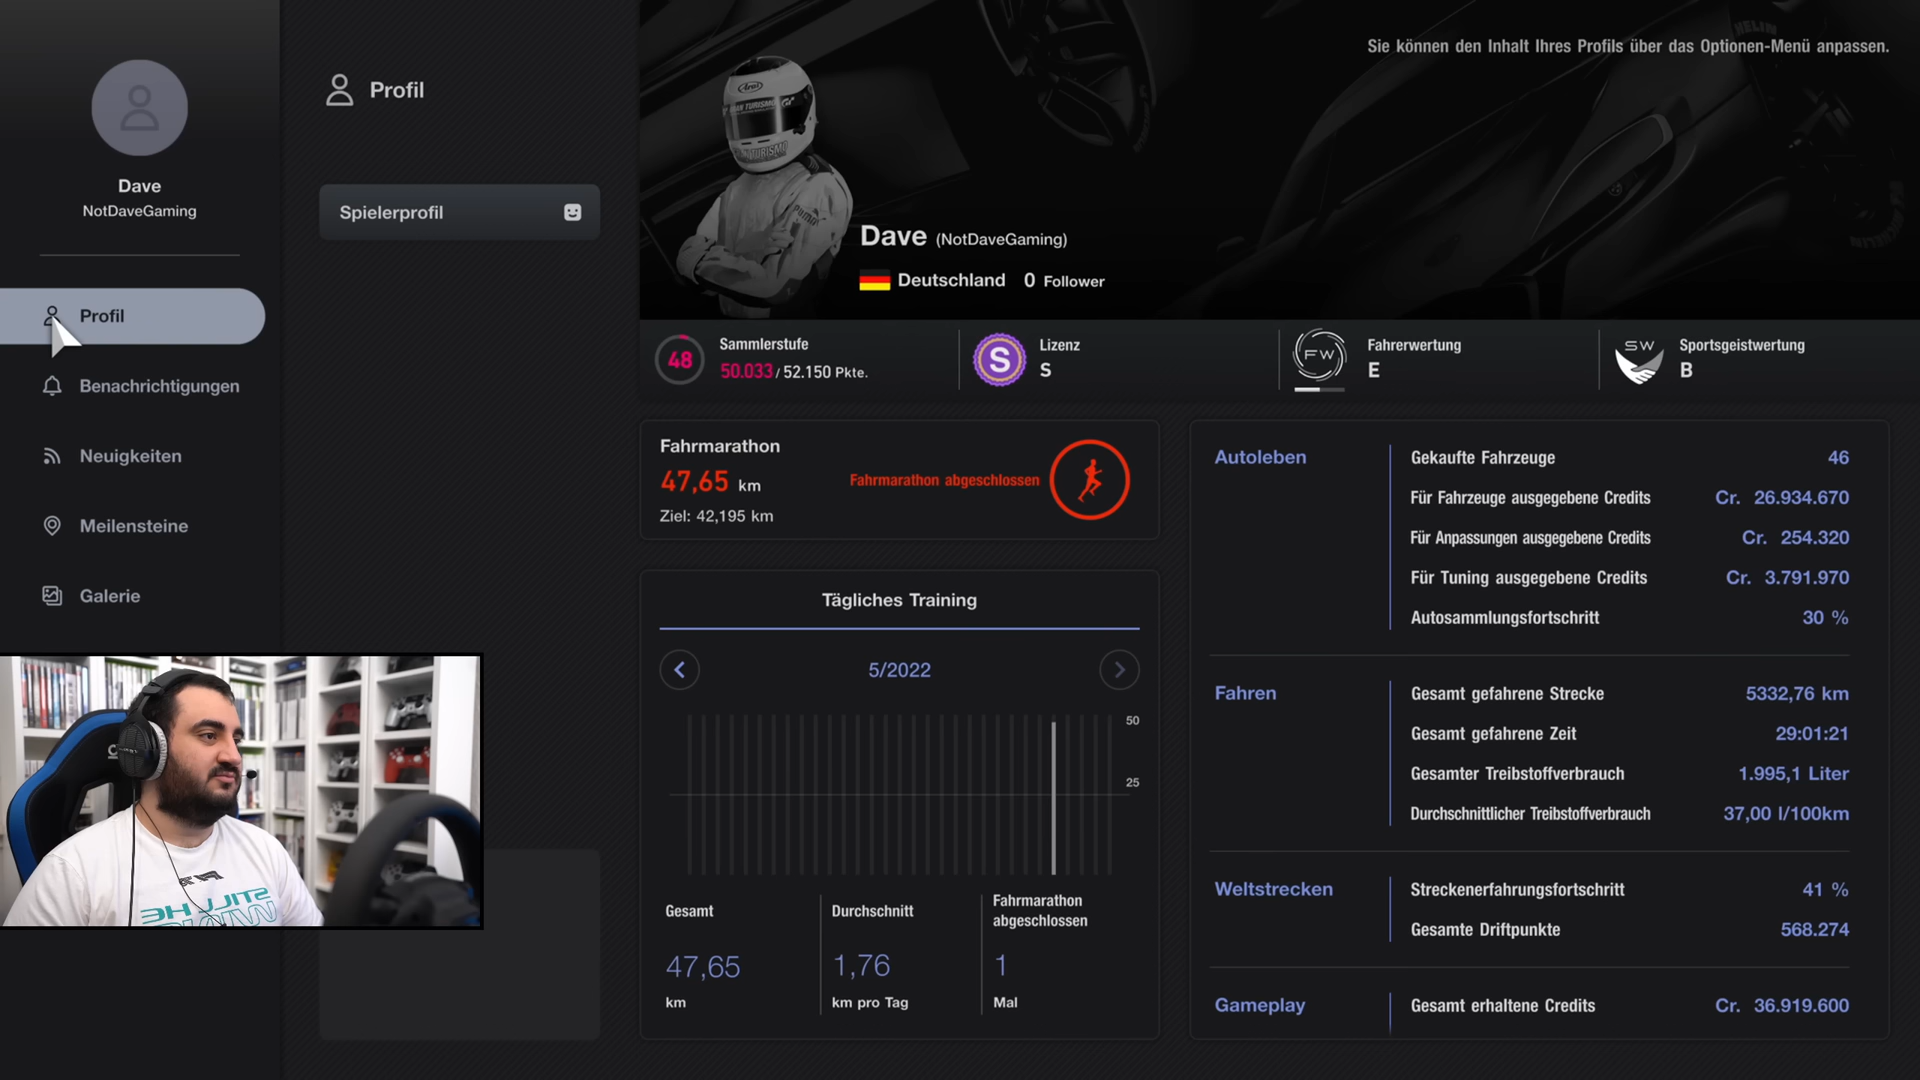 Dave
NotDaveGaming
Profil
Benachrichtigungen
Neuigkeiten
Meilensteine
Galerie
Profil
Spielerprofil
Sie können den Inhalt Ihres Profils über das Optionen-Menü anpassen.
Dave (NotDaveGaming)
Deutschland 0 Follower
48 Sammlerstufe
50.033 / 52.150 Pkte.
S Lizenz
S
FW Fahrerwertung
E
SW Sportsgeistwertung
B
Fahrmarathon
47,65 km
Ziel: 42,195 km
Fahrmarathon abgeschlossen
Tägliches Training
5/2022
50
25
Gesamt
47,65
km
Durchschnitt
1,76
km pro Tag
Fahrmarathon
abgeschlossen
1
Mal
Autoleben
Gekaufte Fahrzeuge 46
Für Fahrzeuge ausgegebene Credits Cr. 26.934.670
Für Anpassungen ausgegebene Credits Cr. 254.320
Für Tuning ausgegebene Credits Cr. 3.791.970
Autosammlungsfortschritt 30 %
Fahren
Gesamt gefahrene Strecke 5332,76 km
Gesamt gefahrene Zeit 29:01:21
Gesamter Treibstoffverbrauch 1.995,1 Liter
Durchschnittlicher Treibstoffverbrauch 37,00 l/100km
Weltstrecken
Streckenerfahrungsfortschritt 41 %
Gesamte Driftpunkte 568.274
Gameplay
Gesamt erhaltene Credits Cr. 36.919.600